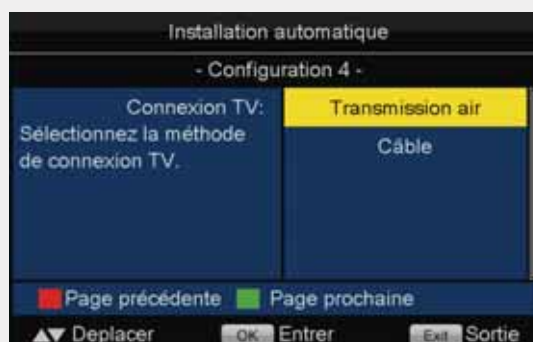 Installation automatique
- Configuration 4 -
Connexion TV:
Sélectionnez la méthode
de connexion TV.
Transmission air
Câble
Page précédente Page prochaine
Deplacer OK Entrer Exit Sortie